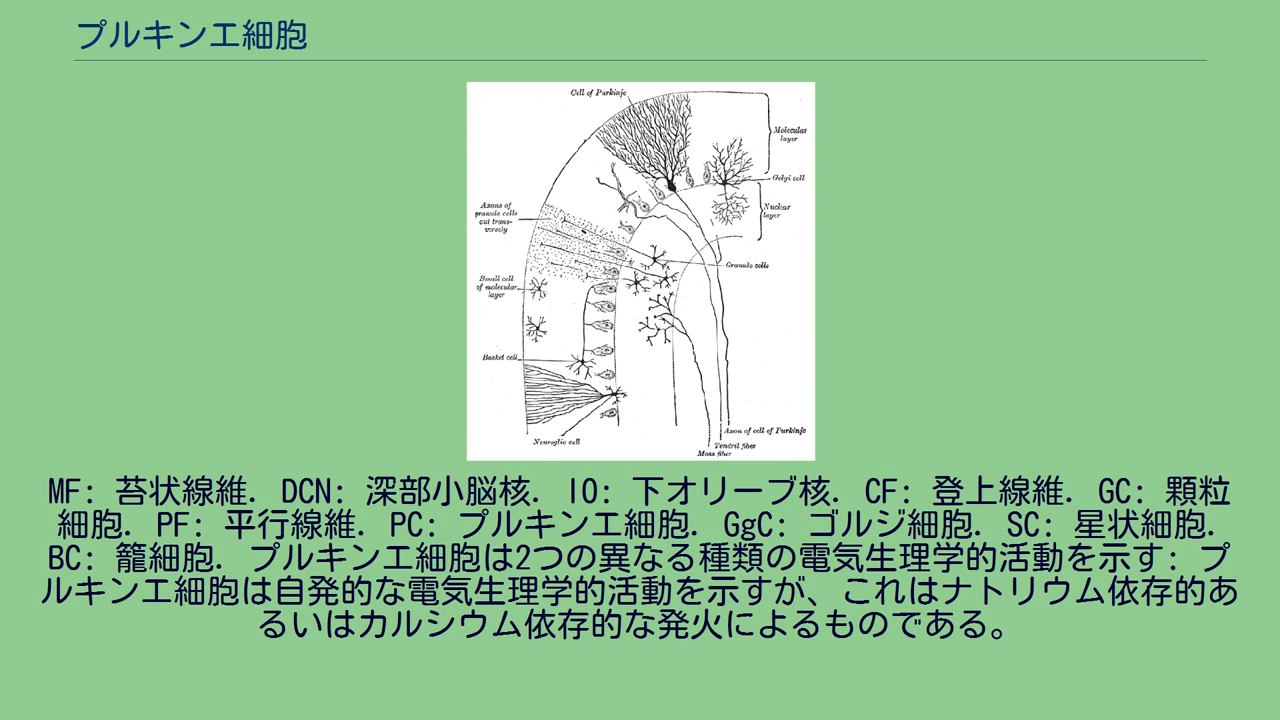 プルキンエ細胞
Cell of Purkinje
Molecular
layer
Golgi cell
Nuclear
layer
Axons of
granule cells
cut trans-
versely
Granule cells
Small cell
of molecular
layer
Basket cell
Neuroglia cell
Axon of cell of Purkinje
Tendril fiber
Moss fiber
MF: 苔状線維. DCN: 深部小脳核. IO: 下オリーブ核. CF: 登上線維. GC: 顆粒
細胞. PF: 平行線維. PC: プルキンエ細胞. GgC: ゴルジ細胞. SC: 星状細胞.
BC: 籠細胞. プルキンエ細胞は2つの異なる種類の電気生理学的活動を示す: プ
ルキンエ細胞は自発的な電気生理学的活動を示すが、これはナトリウム依存的あ
るいはカルシウム依存的な発火によるものである。